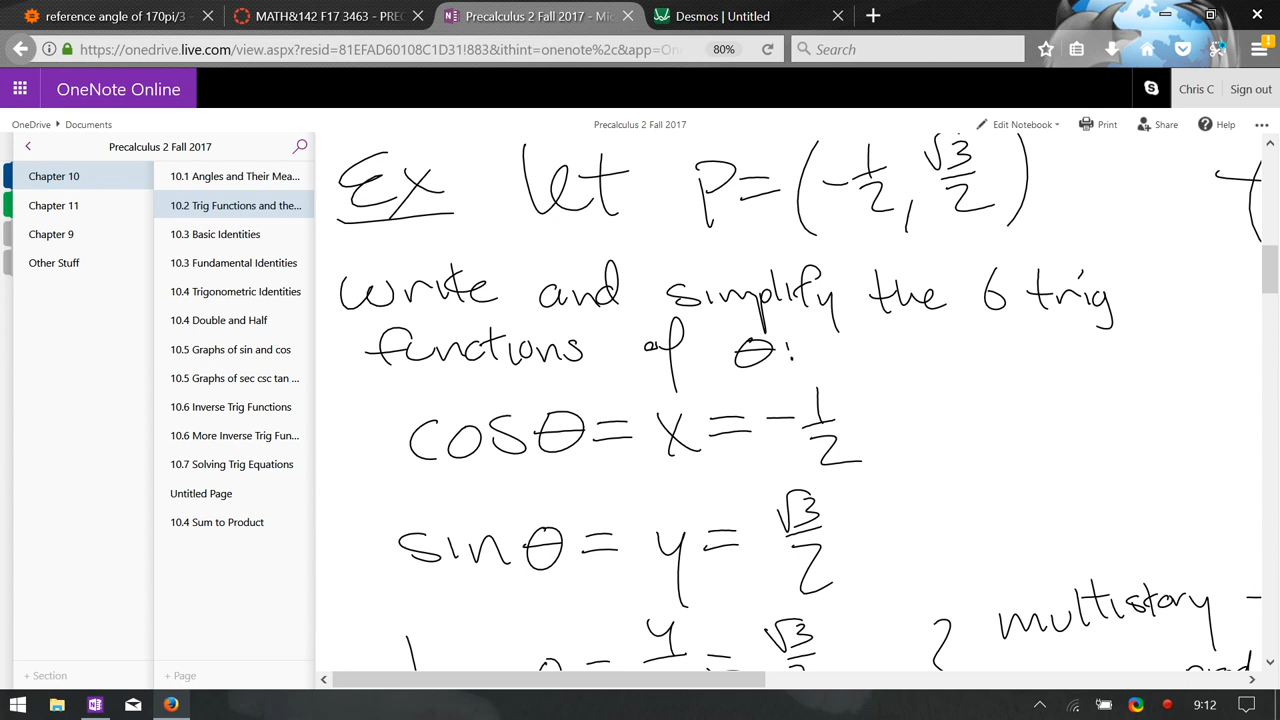 reference angle of 170pi/3 -
MATH&142 F17 3463 - PREC
Precalculus 2 Fall 2017 - Mic
Desmos | Untitled
https://onedrive.live.com/view.aspx?resid=81EFAD60108C1D31!883&ithint=onenote%2c&app=On
80%
Search
OneNote Online
Chris C
Sign out
OneDrive
Documents
Precalculus 2 Fall 2017
Edit Notebook
Print
Share
Help
Precalculus 2 Fall 2017
Chapter 10
Chapter 11
Chapter 9
Other Stuff
10.1 Angles and Their Mea...
10.2 Trig Functions and the...
10.3 Basic Identities
10.3 Fundamental Identities
10.4 Trigonometric Identities
10.4 Double and Half
10.5 Graphs of sin and cos
10.5 Graphs of sec csc tan ...
10.6 Inverse Trig Functions
10.6 More Inverse Trig Fun...
10.7 Solving Trig Equations
Untitled Page
10.4 Sum to Product
+ Section
+ Page
Ex let P = (-1/2, √3/2)
write and simplify the 6 trig
functions of θ:
cosθ = x = -1/2
sinθ = y = √3/2
multistory
9:12